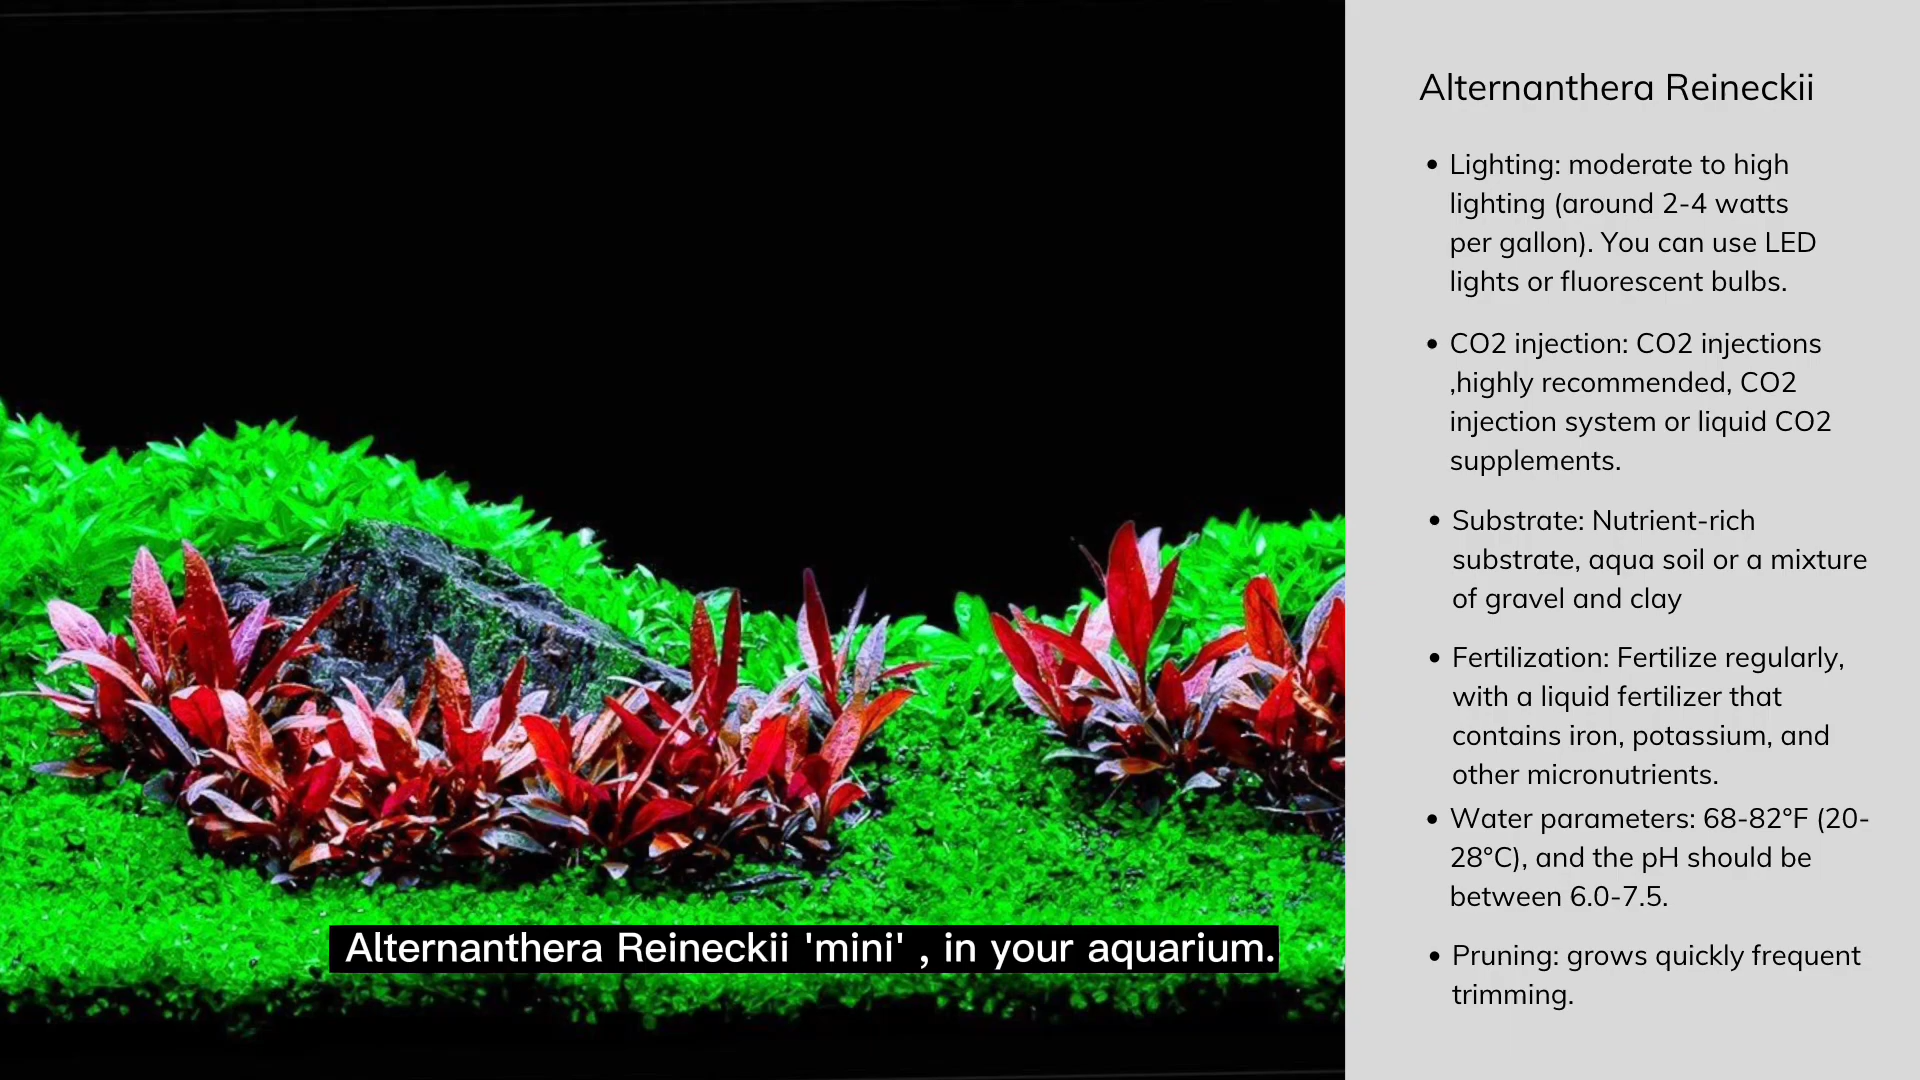 Alternanthera Reineckii
• Lighting: moderate to high
lighting (around 2-4 watts
per gallon). You can use LED
lights or fluorescent bulbs.
• CO2 injection: CO2 injections
,highly recommended, CO2
injection system or liquid CO2
supplements.
• Substrate: Nutrient-rich
substrate, aqua soil or a mixture
of gravel and clay
• Fertilization: Fertilize regularly,
with a liquid fertilizer that
contains iron, potassium, and
other micronutrients.
• Water parameters: 68-82°F (20-
28°C), and the pH should be
between 6.0-7.5.
• Pruning: grows quickly frequent
trimming.
Alternanthera Reineckii 'mini' , in your aquarium.